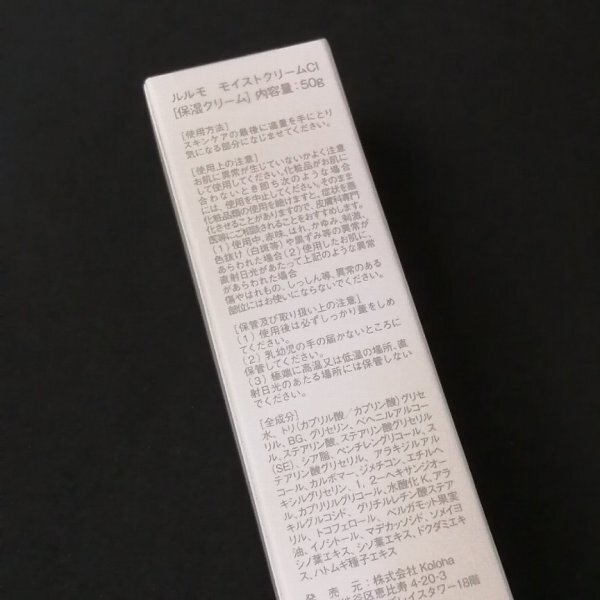 ルルモ モイストクリームCI
[保湿クリーム] 内容量：50g
[使用方法]
スキンケアの最後に適量を手にとり
気になる部分になじませてください。
[使用上の注意]
お肌に異常が生じていないかよく注意
して使用してください。化粧品がお肌に
合わないとき即ち次のような場合
には、使用を中止してください。そのまま
化粧品類の使用を続けますと、症状を悪
化させることがありますので、皮膚科専門
医等にご相談されることをおすすめします。
(1) 使用中、赤味、はれ、かゆみ、刺激、
色抜け (白斑等) や黒ずみ等の異常が
あらわれた場合 (2) 使用したお肌に、
直射日光があたって上記のような異常
があらわれた場合
傷やはれもの、しっしん等、異常のある
部位にはお使いにならないでください。
[保管及び取り扱い上の注意]
(1) 使用後は必ずしっかり蓋をしめ
てください。
(2) 乳幼児の手の届かないところに
保管してください。
(3) 極端に高温又は低温の場所、直
射日光のあたる場所には保管しない
でください。
[全成分]
水、トリ(カプリル酸／カプリン酸) グリセ
リル、BG、グリセリン、ベヘニルアルコー
ル、ステアリン酸、ステアリン酸グリセリル
(SE)、シア脂、ペンチレングリコール、ス
テアリン酸グリセリル、アラキジルアル
コール、カルボマー、ジメチコン、エチルヘ
キシルグリセリン、1，2－ヘキサンジオー
ル、カプリリルグリコール、水酸化K、アラ
キルグルコシド、グリチルレチン酸ステア
リル、トコフェロール、ベルガモット果実
油、イノシトール、マデカッソシド、ソメイヨ
シノ葉エキス、シソ葉エキス、ドクダミエキ
ス、ハトムギ種子エキス
発 売 元：株式会社 Koloha
渋谷区恵比寿 4-20-3
プレイスタワー18階